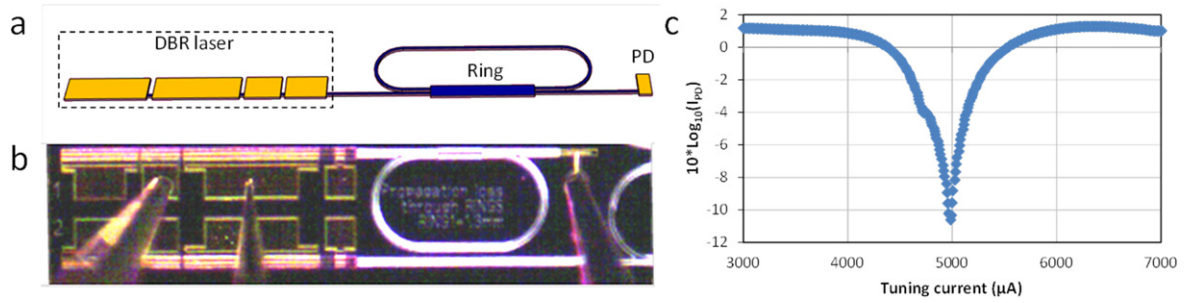 a
DBR laser
Ring
PD
b
1
2
Propagation loss
through RINGS
c
10*Log₁₀(I_PD)
2
0
-2
-4
-6
-8
-10
-12
3000
4000
5000
6000
7000
Tuning current (µA)